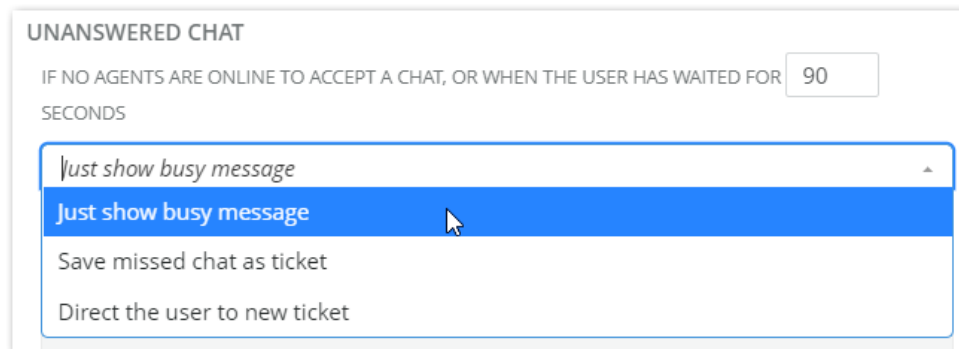 UNANSWERED CHAT
IF NO AGENTS ARE ONLINE TO ACCEPT A CHAT, OR WHEN THE USER HAS WAITED FOR 90
SECONDS
Just show busy message
Just show busy message
Save missed chat as ticket
Direct the user to new ticket